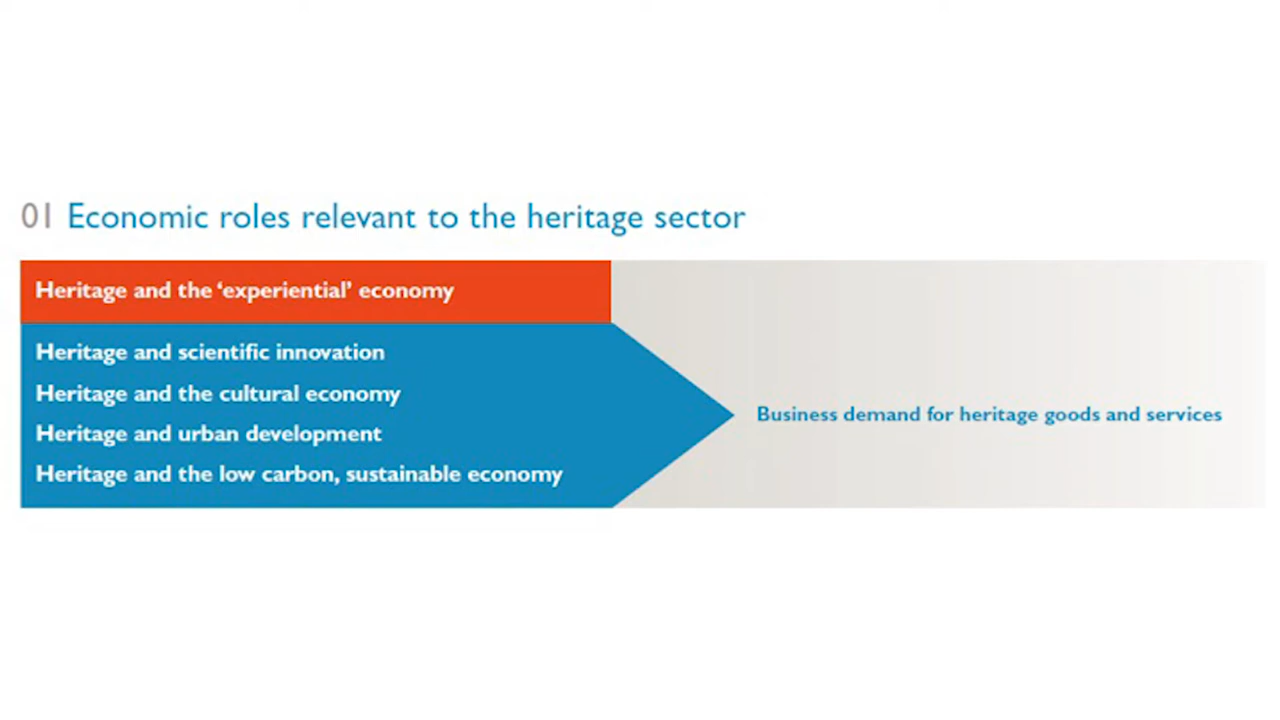 01 Economic roles relevant to the heritage sector
Heritage and the ‘experiential’ economy
Heritage and scientific innovation
Heritage and the cultural economy
Heritage and urban development
Heritage and the low carbon, sustainable economy
Business demand for heritage goods and services